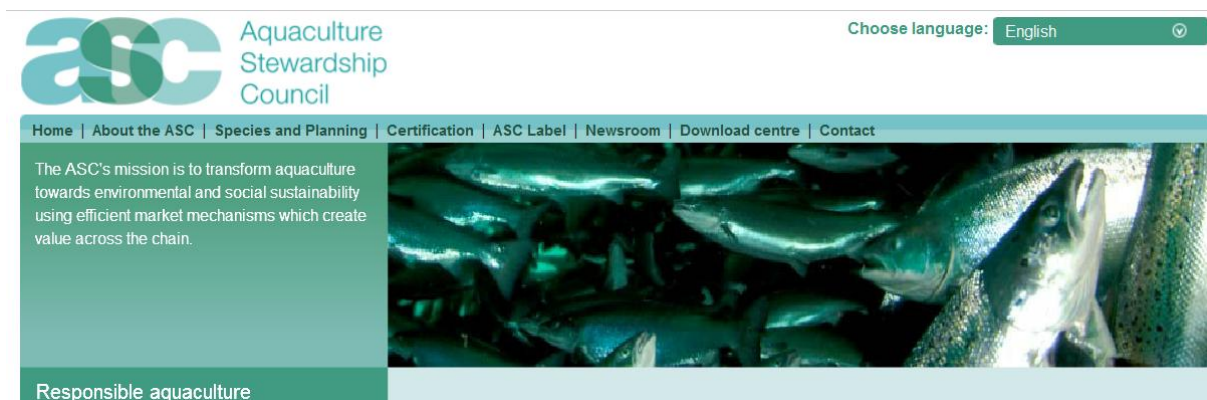 asc
Aquaculture
Stewardship
Council
Choose language: English
Home | About the ASC | Species and Planning | Certification | ASC Label | Newsroom | Download centre | Contact
The ASC's mission is to transform aquaculture
towards environmental and social sustainability
using efficient market mechanisms which create
value across the chain.
Responsible aquaculture